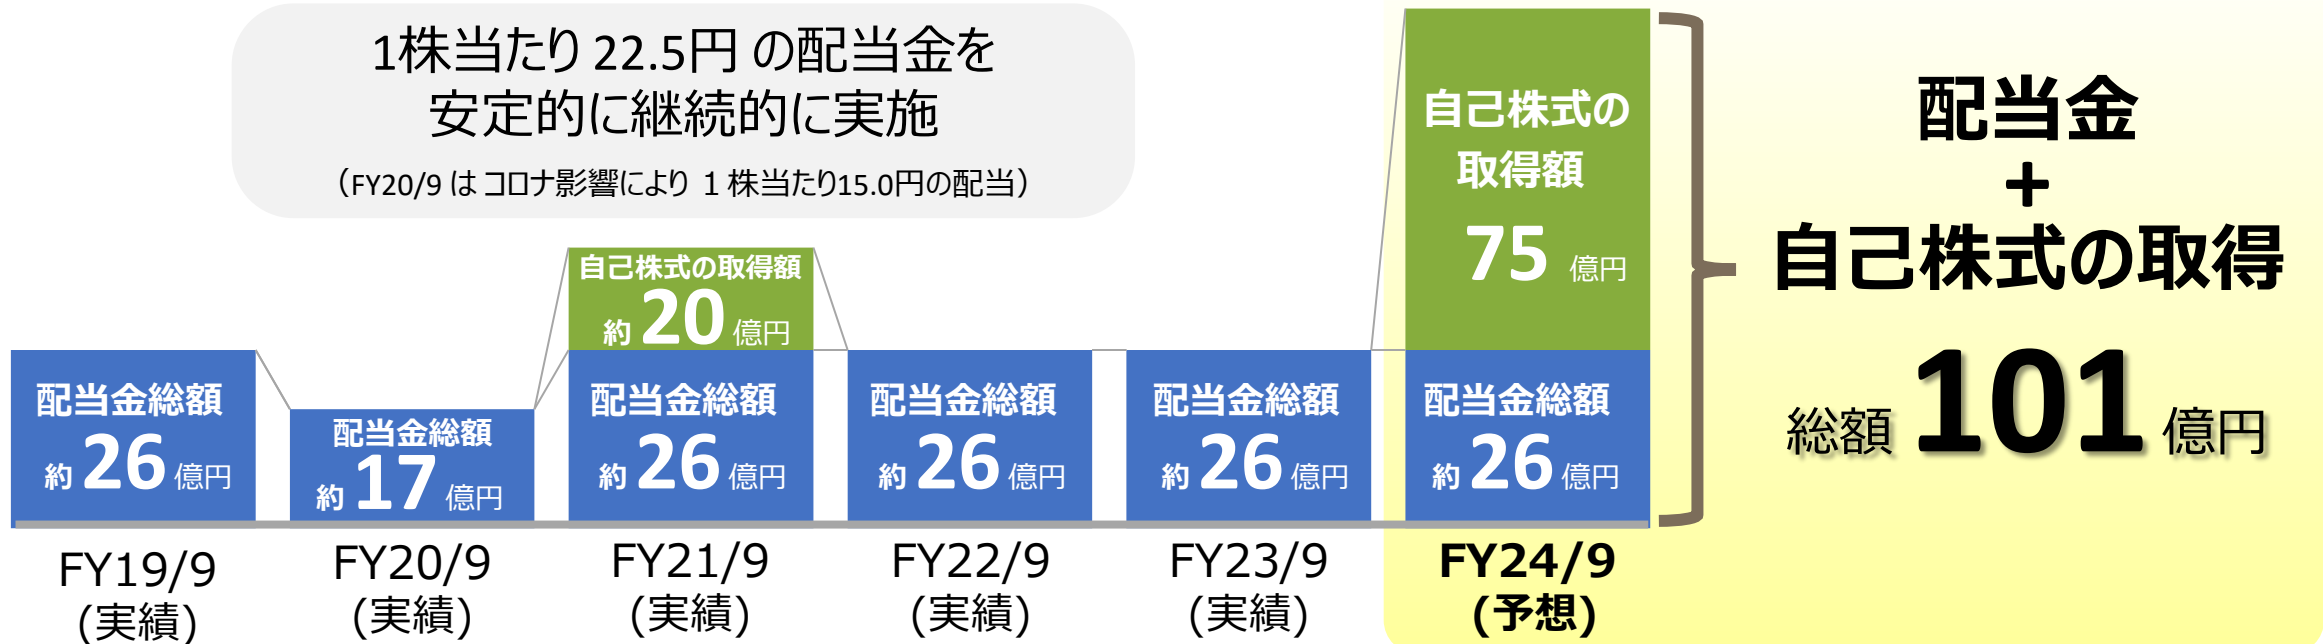 1株当たり 22.5円 の配当金を
安定的に継続的に実施
（FY20/9 は コロナ影響により １株当たり15.0円の配当）
配当金総額
約 26 億円
FY19/9
(実績)
配当金総額
約 17 億円
FY20/9
(実績)
自己株式の取得額
約 20 億円
配当金総額
約 26 億円
FY21/9
(実績)
配当金総額
約 26 億円
FY22/9
(実績)
配当金総額
約 26 億円
FY23/9
(実績)
自己株式の
取得額
75 億円
配当金総額
約 26 億円
FY24/9
(予想)
配当金
+
自己株式の取得
総額 101 億円